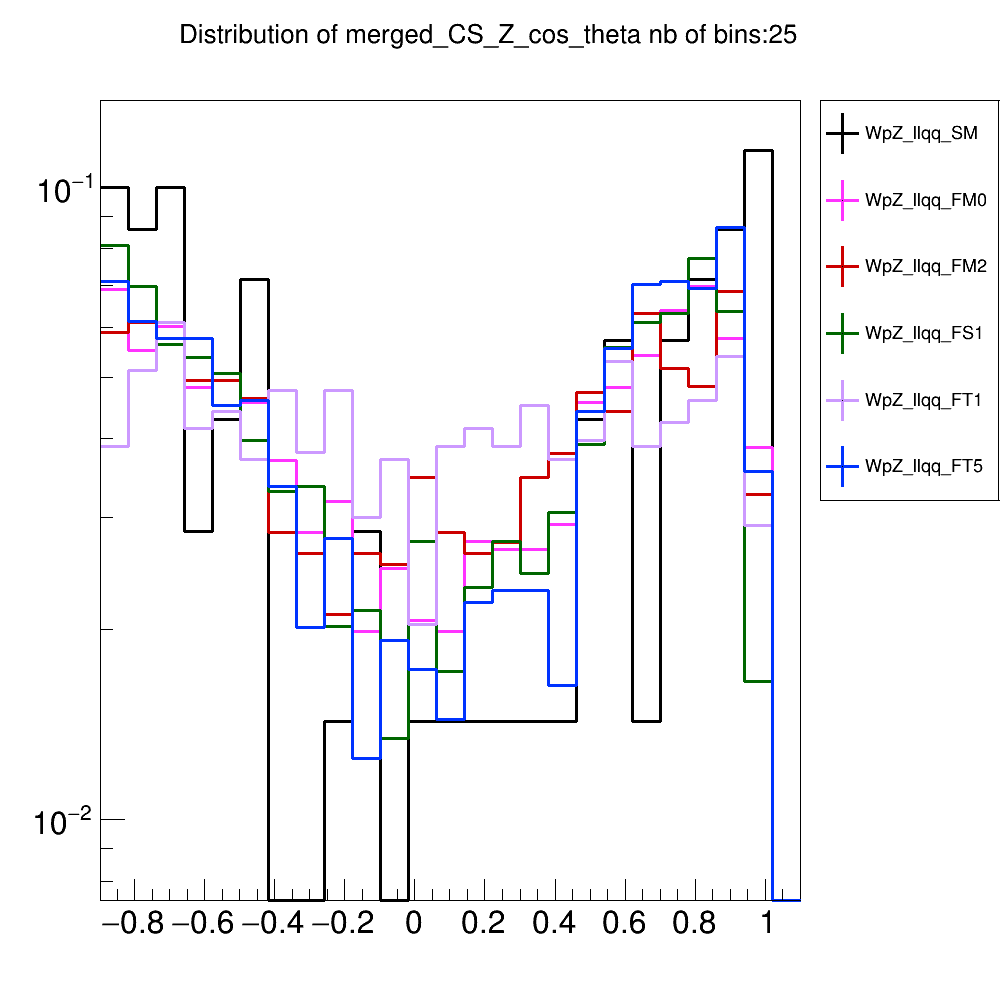 Distribution of merged_CS_Z_cos_theta nb of bins:25
10−1
10−2
−0.8 −0.6 −0.4 −0.2 0 0.2 0.4 0.6 0.8 1
WpZ_llqq_SM
WpZ_llqq_FM0
WpZ_llqq_FM2
WpZ_llqq_FS1
WpZ_llqq_FT1
WpZ_llqq_FT5